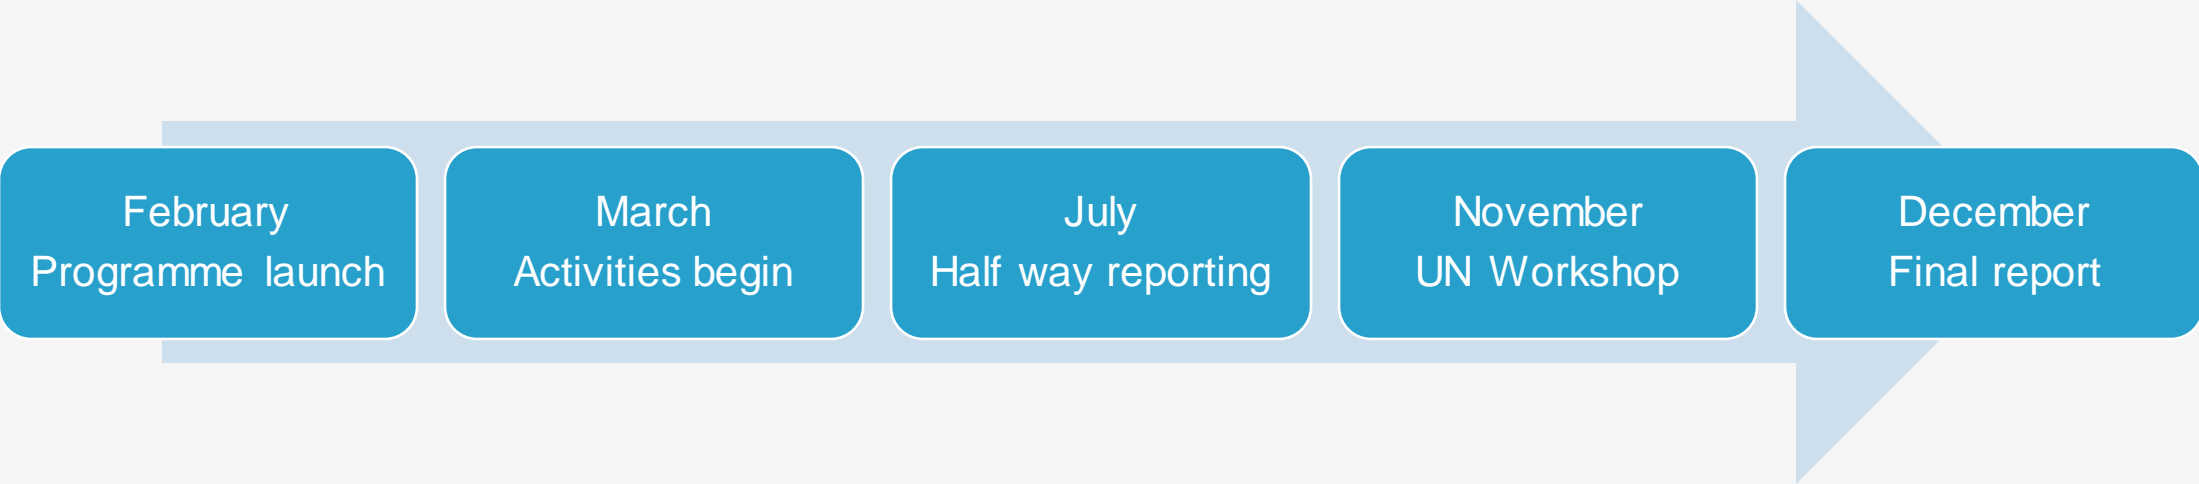 February
Programme launch
March
Activities begin
July
Half way reporting
November
UN Workshop
December
Final report